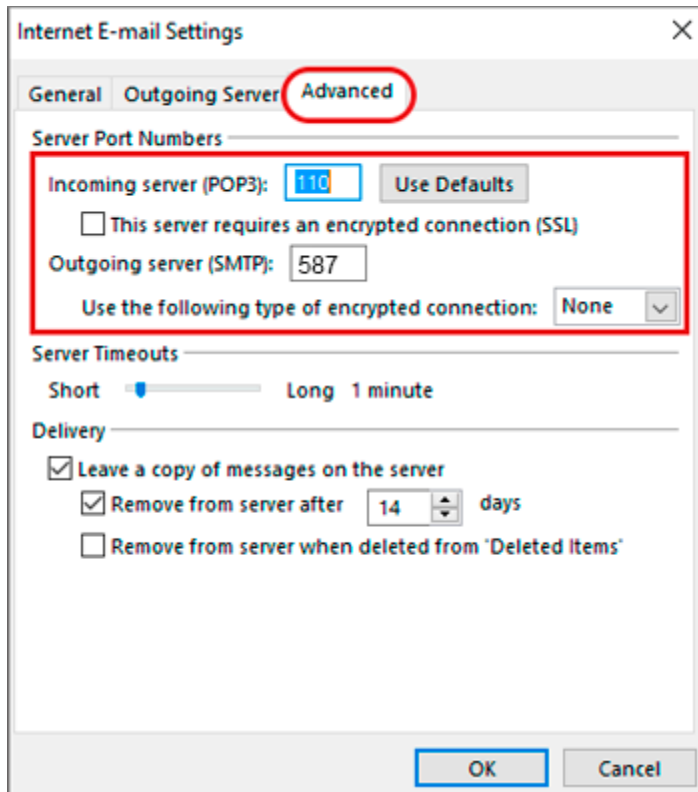 Internet E-mail Settings
General Outgoing Server Advanced
Server Port Numbers
Incoming server (POP3): 110 Use Defaults
This server requires an encrypted connection (SSL)
Outgoing server (SMTP): 587
Use the following type of encrypted connection: None
Server Timeouts
Short Long 1 minute
Delivery
Leave a copy of messages on the server
Remove from server after 14 days
Remove from server when deleted from 'Deleted Items'
OK Cancel